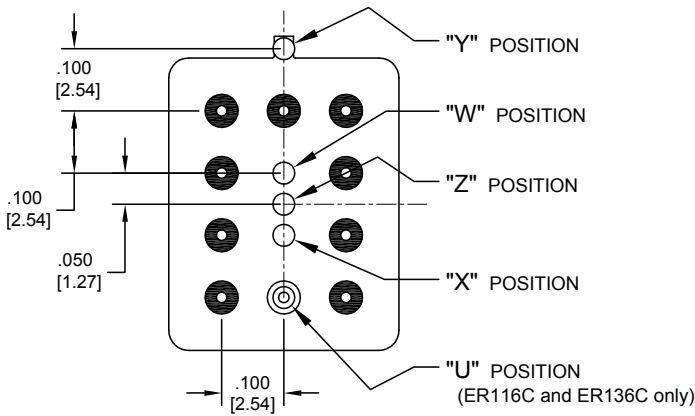 "Y" POSITION
.100
[2.54]
"W" POSITION
"Z" POSITION
.100
[2.54]
.050
[1.27]
"X" POSITION
"U" POSITION
(ER116C and ER136C only)
.100
[2.54]